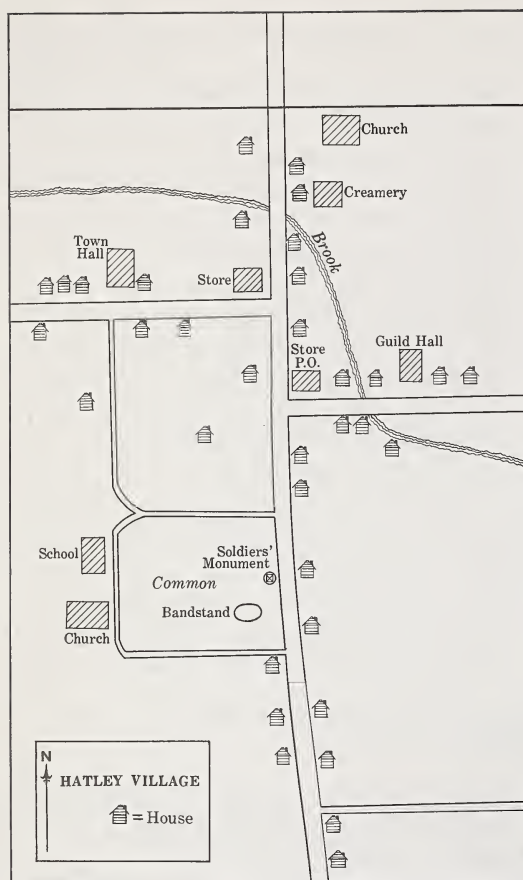 Church
Creamery
Brook
Town
Hall
Store
Store
P.O.
Guild Hall
School
Soldiers'
Monument
Common
Bandstand
Church
N
HATLEY VILLAGE
= House